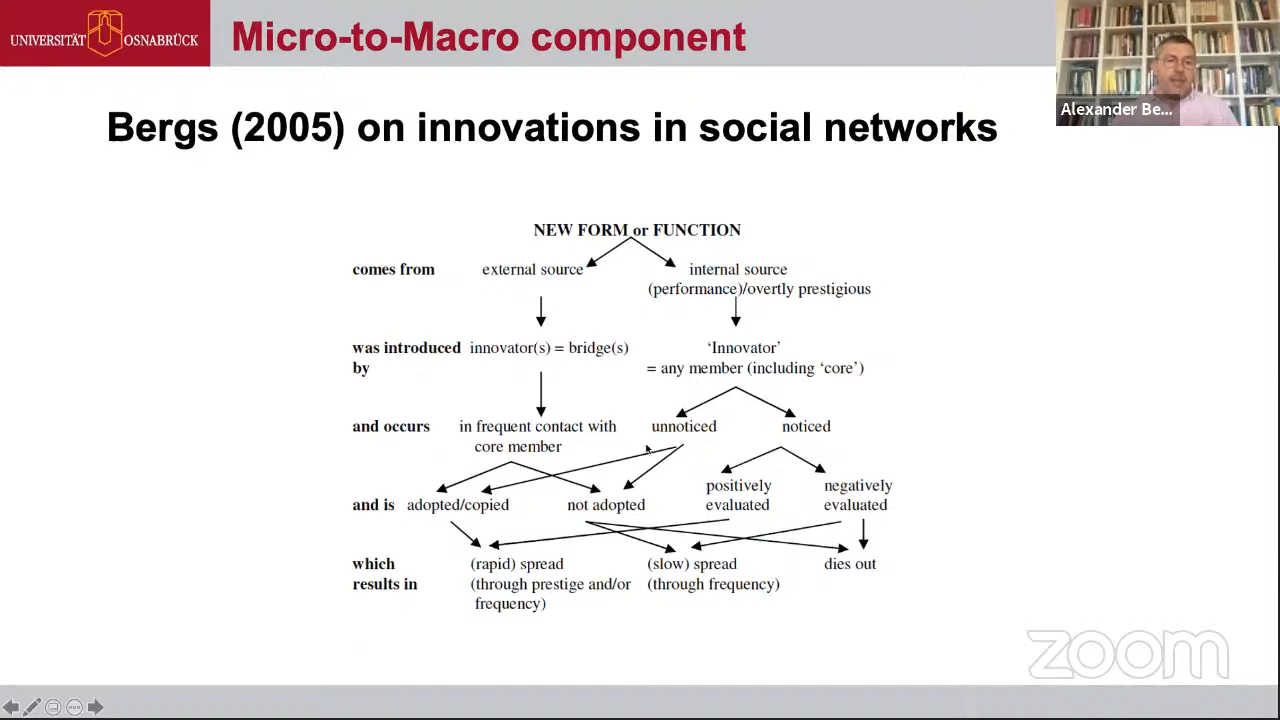 UNIVERSITÄT OSNABRÜCK
Micro-to-Macro component
Alexander Be...
Bergs (2005) on innovations in social networks
NEW FORM or FUNCTION
comes from external source internal source
(performance)/overtly prestigious
was introduced innovator(s) = bridge(s) ‘Innovator’
by = any member (including ‘core’)
and occurs in frequent contact with unnoticed noticed
core member
positively negatively
and is adopted/copied not adopted evaluated evaluated
which (rapid) spread (slow) spread dies out
results in (through prestige and/or (through frequency)
frequency)
zoom